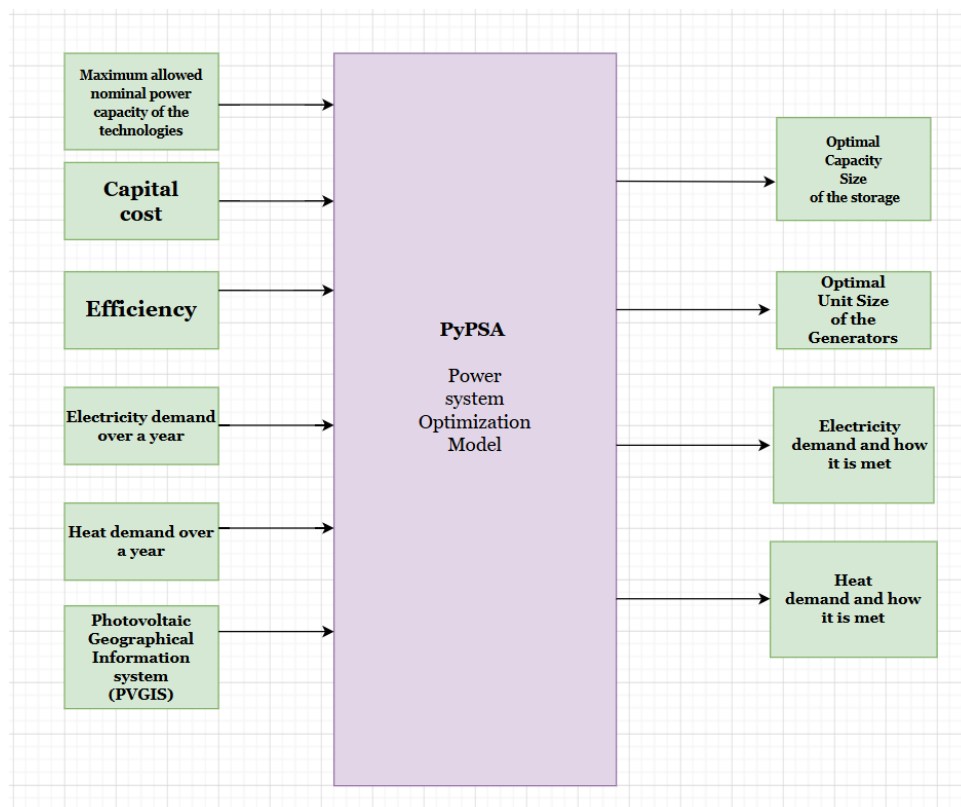 Maximum allowed
nominal power
capacity of the
technologies
Capital
cost
Efficiency
Electricity demand
over a year
Heat demand over
a year
Photovoltaic
Geographical
Information
system
(PVGIS)
PyPSA
Power
system
Optimization
Model
Optimal
Capacity
Size
of the storage
Optimal
Unit Size
of the
Generators
Electricity
demand and how
it is met
Heat
demand and how
it is met